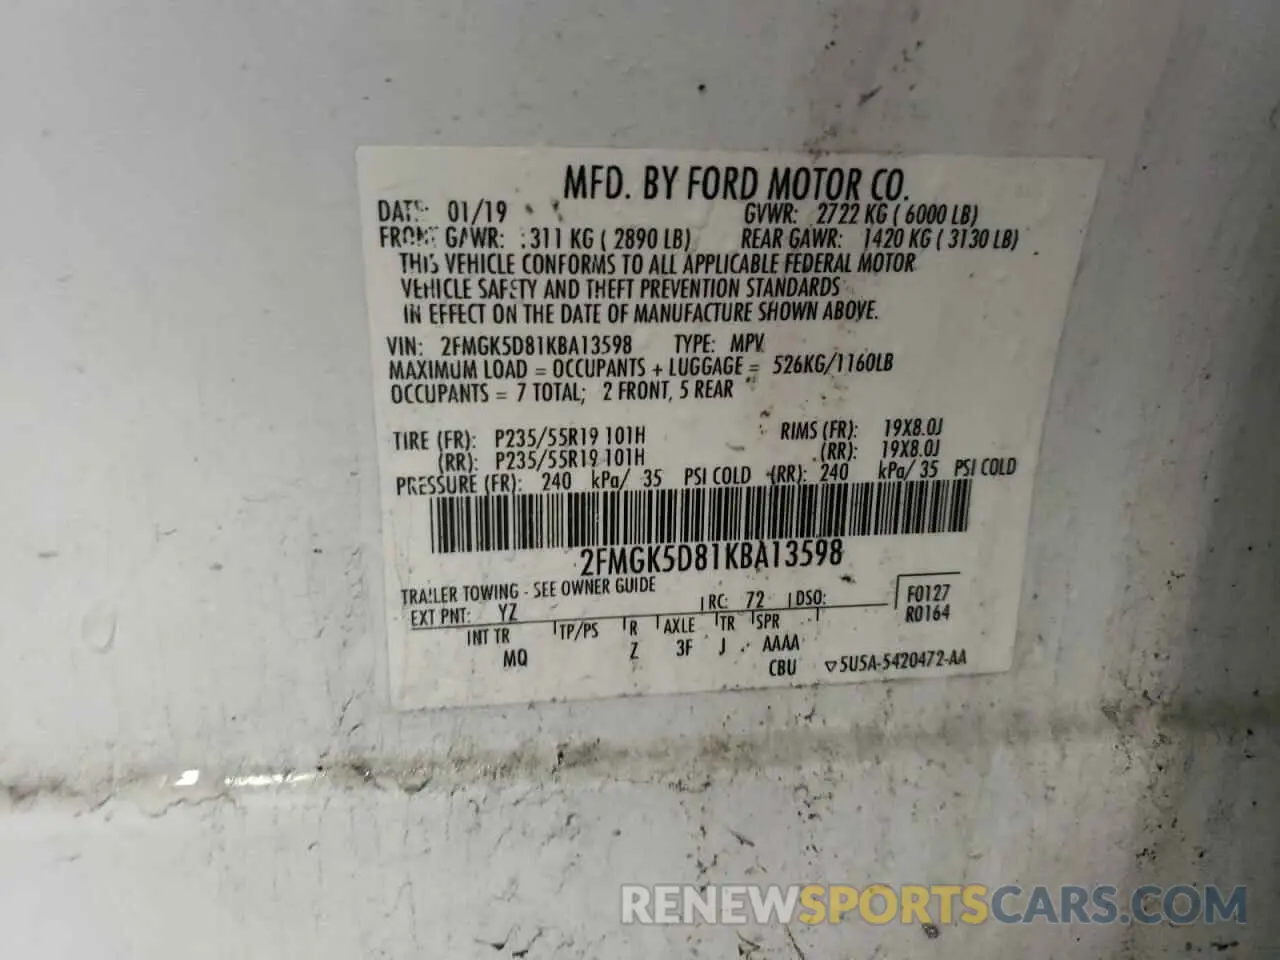 MFD. BY FORD MOTOR CO.
DATE: 01/19 GVWR: 2722 KG ( 6000 LB)
FRONT GAWR: 1311 KG ( 2890 LB) REAR GAWR: 1420 KG ( 3130 LB)
THIS VEHICLE CONFORMS TO ALL APPLICABLE FEDERAL MOTOR
VEHICLE SAFETY AND THEFT PREVENTION STANDARDS
IN EFFECT ON THE DATE OF MANUFACTURE SHOWN ABOVE.
VIN: 2FMGK5D81KBA13598 TYPE: MPV
MAXIMUM LOAD = OCCUPANTS + LUGGAGE = 526KG/1160LB
OCCUPANTS = 7 TOTAL; 2 FRONT, 5 REAR
TIRE (FR): P235/55R19 101H RIMS (FR): 19X8.0J
(RR): P235/55R19 101H (RR): 19X8.0J
PRESSURE (FR): 240 kPa/ 35 PSI COLD (RR): 240 kPa/ 35 PSI COLD
2FMGK5D81KBA13598
TRAILER TOWING - SEE OWNER GUIDE
EXT PNT: YZ RC: 72 DSO: F0127
R0164
INT TR TP/PS R AXLE TR SPR
MQ Z 3F J AAAA
CBU ▽5U5A-5420472-AA
RENEWSPORTSCARS.COM